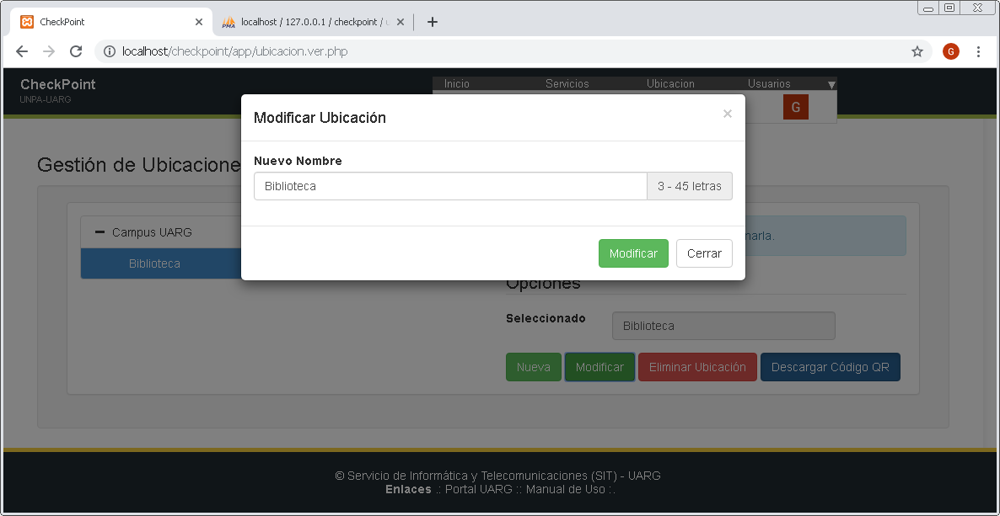 CheckPoint
localhost / 127.0.0.1 / checkpoint /
localhost/checkpoint/app/ubicacion.ver.php
G
CheckPoint
UNPA-UARG
Inicio Servicios Ubicacion Usuarios ▼
G
Modificar Ubicación ×
Gestión de Ubicacione
Nuevo Nombre
Biblioteca 3 - 45 letras
Campus UARG
Modificar Cerrar
Biblioteca
Opciones
Seleccionado Biblioteca
Nueva Modificar Eliminar Ubicación Descargar Código QR
© Servicio de Informática y Telecomunicaciones (SIT) - UARG
Enlaces .: Portal UARG :: Manual de Uso :.